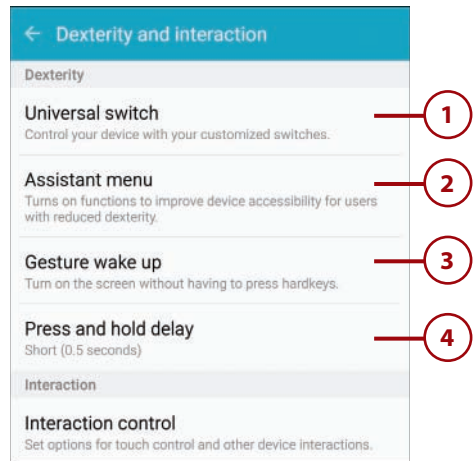 ← Dexterity and interaction
Dexterity
Universal switch
Control your device with your customized switches.
1
Assistant menu
Turns on functions to improve device accessibility for users
with reduced dexterity.
2
Gesture wake up
Turn on the screen without having to press hardkeys.
3
Press and hold delay
Short (0.5 seconds)
4
Interaction
Interaction control
Set options for touch control and other device interactions.